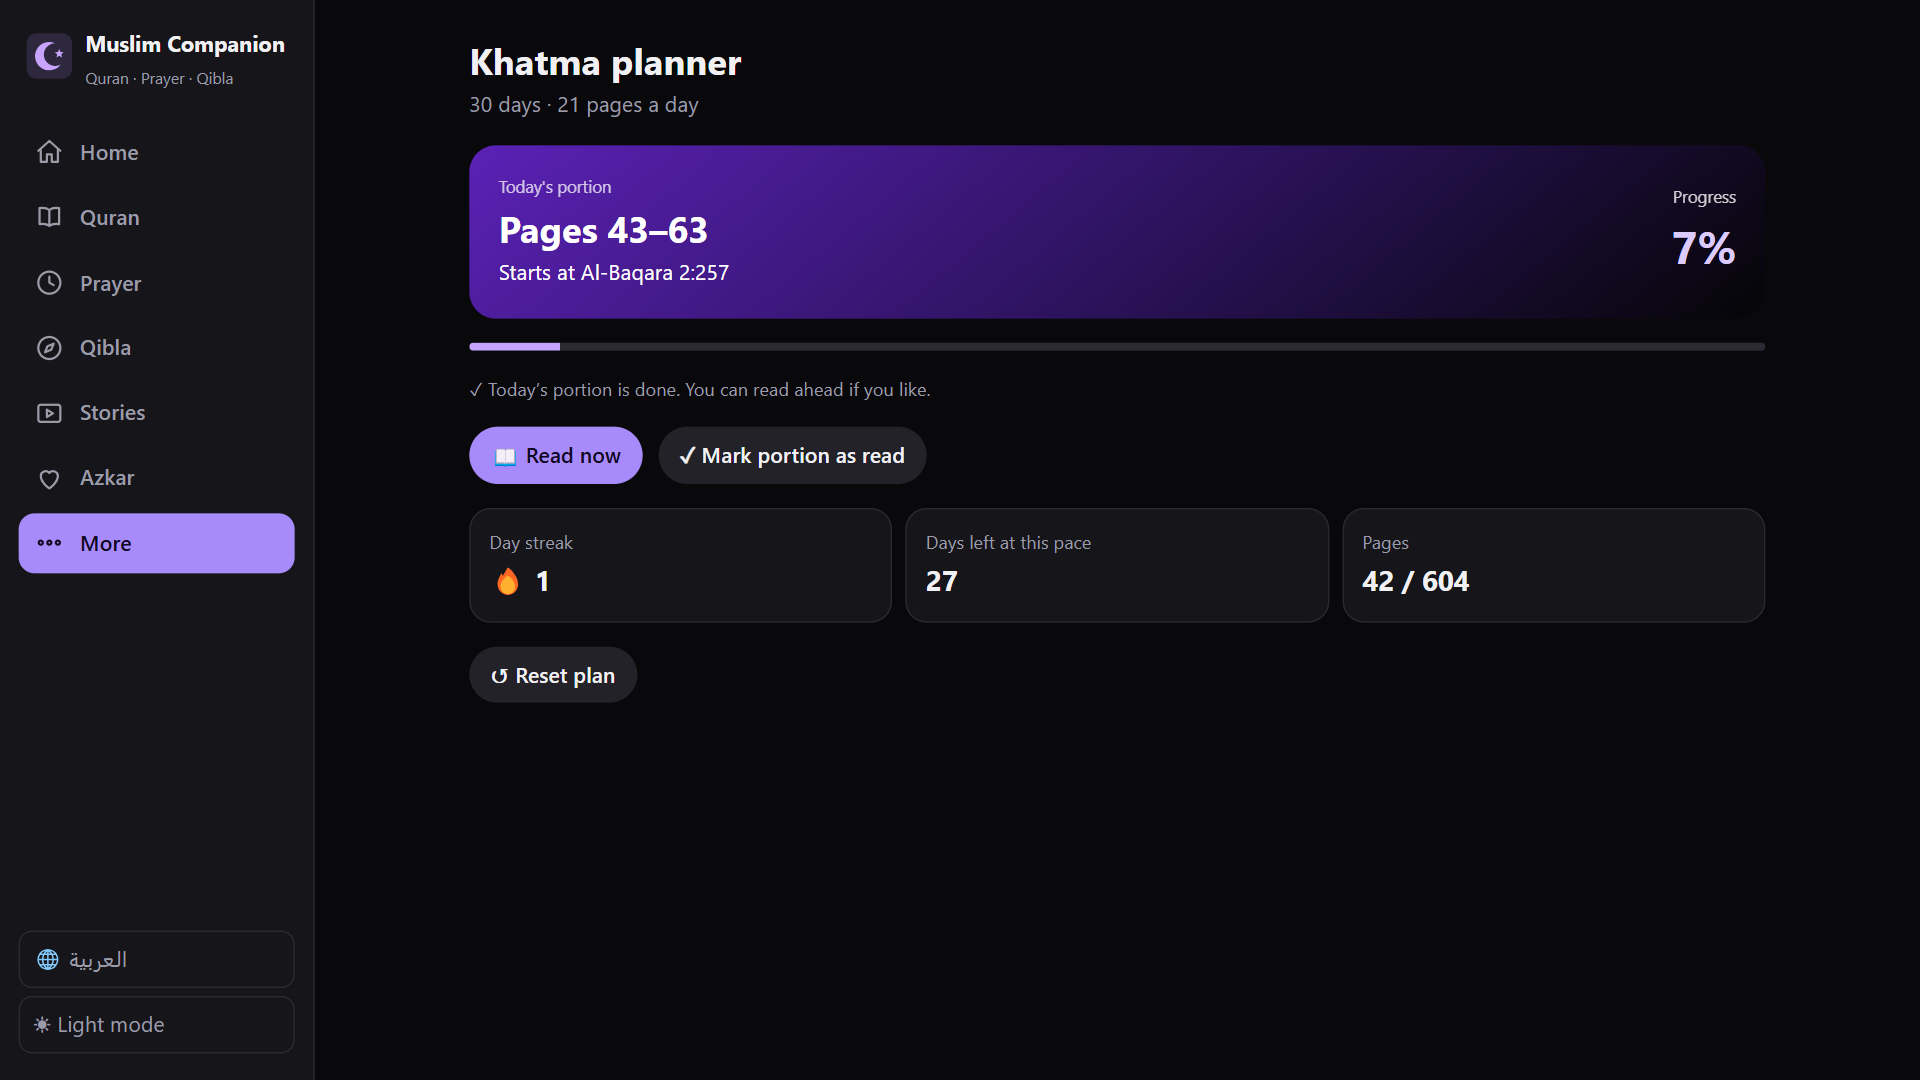 Muslim Companion
Quran · Prayer · Qibla
Home
Quran
Prayer
Qibla
Stories
Azkar
More
العربية
☀ Light mode
Khatma planner
30 days · 21 pages a day
Today's portion
Pages 43–63
Starts at Al-Baqara 2:257
Progress
7%
✓ Today’s portion is done. You can read ahead if you like.
📖 Read now
✓ Mark portion as read
Day streak
🔥 1
Days left at this pace
27
Pages
42 / 604
↺ Reset plan